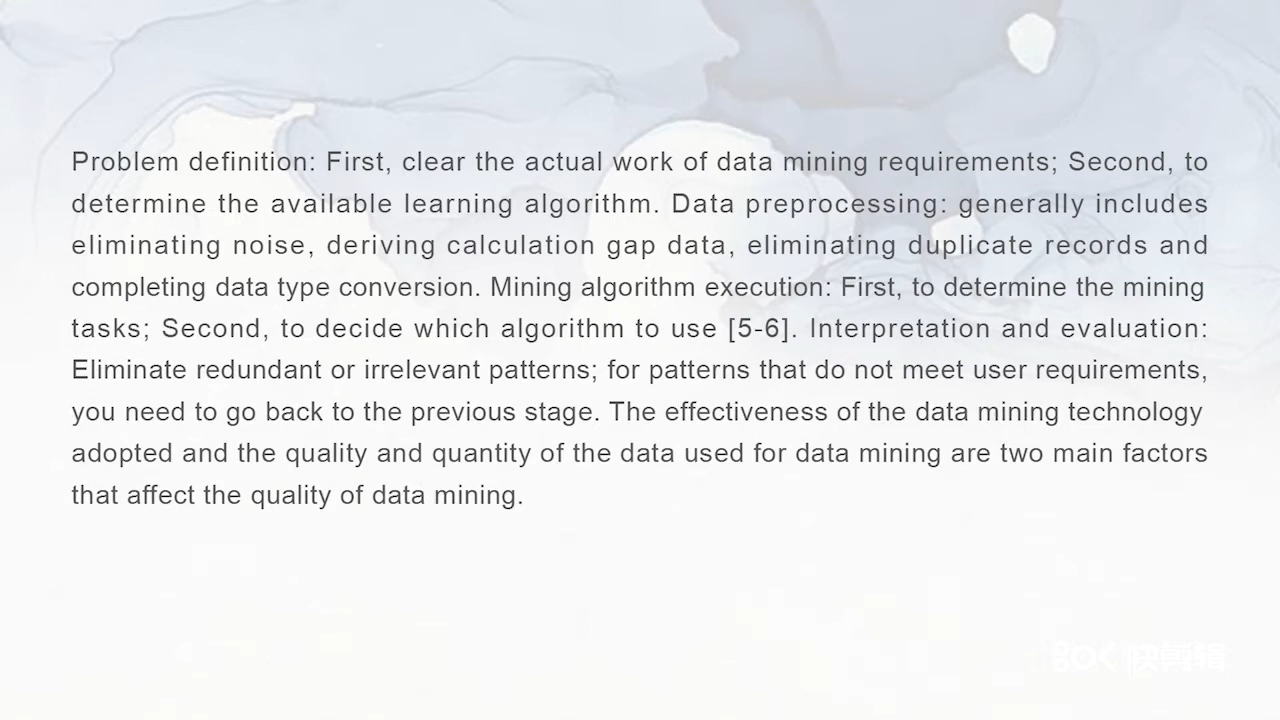 Problem definition: First, clear the actual work of data mining requirements; Second, to
determine the available learning algorithm. Data preprocessing: generally includes
eliminating noise, deriving calculation gap data, eliminating duplicate records and
completing data type conversion. Mining algorithm execution: First, to determine the mining
tasks; Second, to decide which algorithm to use [5-6]. Interpretation and evaluation:
Eliminate redundant or irrelevant patterns; for patterns that do not meet user requirements,
you need to go back to the previous stage. The effectiveness of the data mining technology
adopted and the quality and quantity of the data used for data mining are two main factors
that affect the quality of data mining.
快剪辑